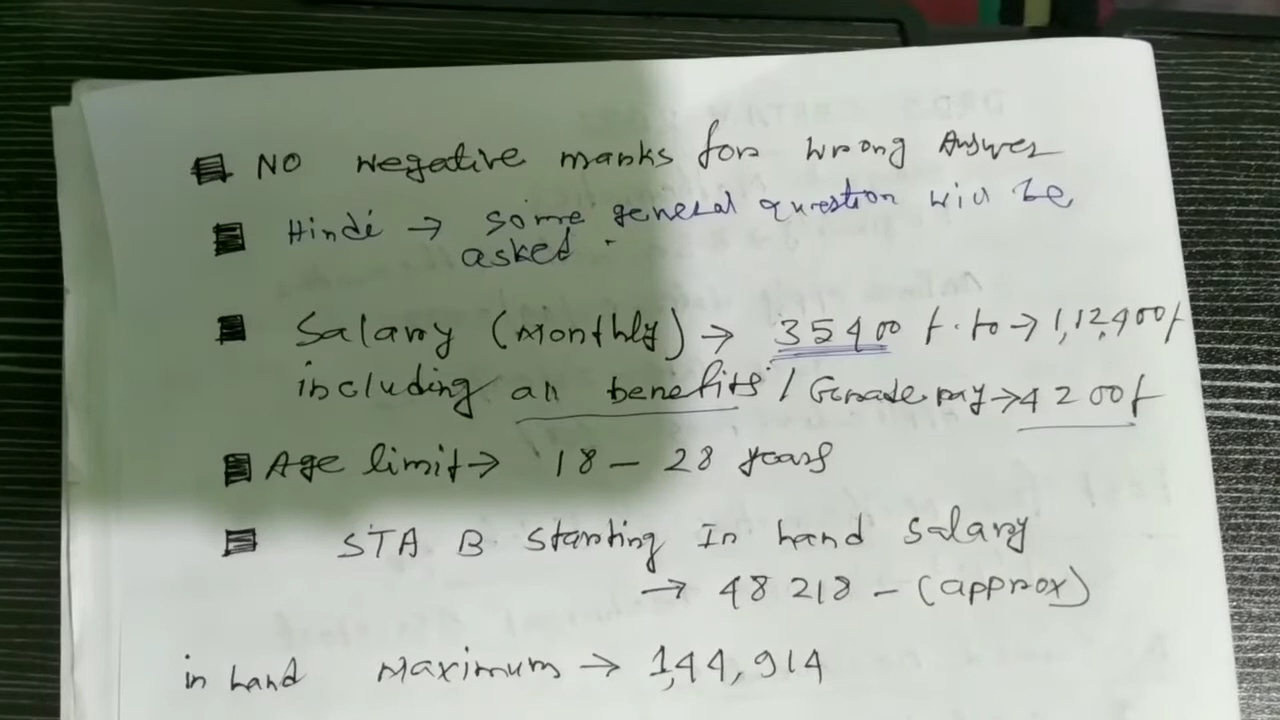 No negative marks for wrong Answer
Hindi → some general question will be
asked.
Salary (Monthly) → 35400 /. to → 1,12,400/
including all benefits / Grade pay → 4200/
Age limit → 18 – 28 years
STA B starting In hand salary
→ 48218 – (approx)
in hand maximum → 1,44,914